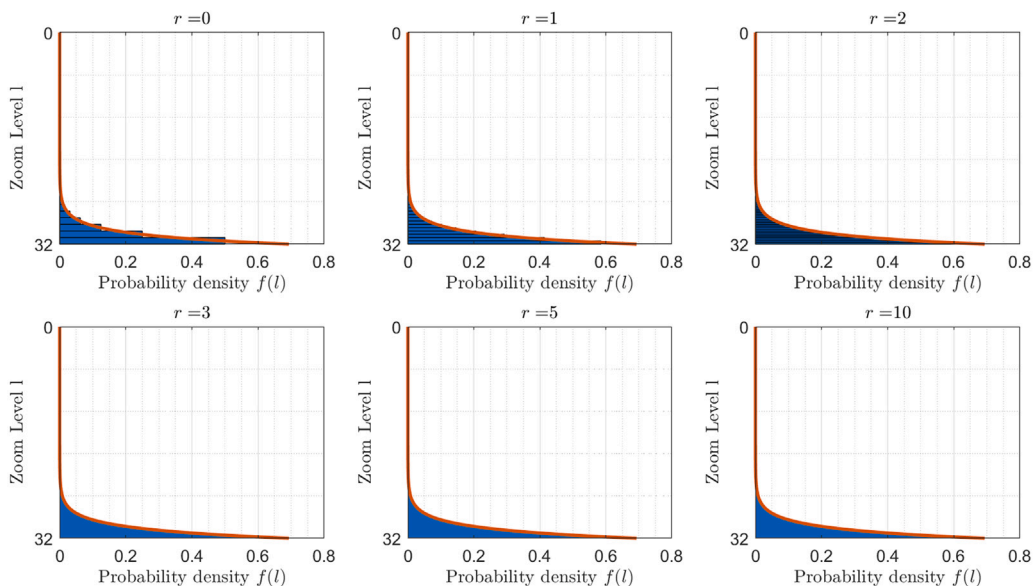 r =0
0
Zoom Level l
32
0 0.2 0.4 0.6 0.8
Probability density f(l)
r =1
0
Zoom Level l
32
0 0.2 0.4 0.6 0.8
Probability density f(l)
r =2
0
Zoom Level l
32
0 0.2 0.4 0.6 0.8
Probability density f(l)
r =3
0
Zoom Level l
32
0 0.2 0.4 0.6 0.8
Probability density f(l)
r =5
0
Zoom Level l
32
0 0.2 0.4 0.6 0.8
Probability density f(l)
r =10
0
Zoom Level l
32
0 0.2 0.4 0.6 0.8
Probability density f(l)